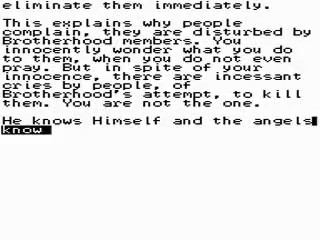 eliminate them immediately.
This explains why people
complain, they are disturbed by
Brotherhood members. You
innocently wonder what you do
to them, when you do not even
pray. But in spite of your
innocence, there are incessant
cries by people, of
Brotherhood's attempt, to kill
them. You are not the one.
He knows Himself and the angels
know